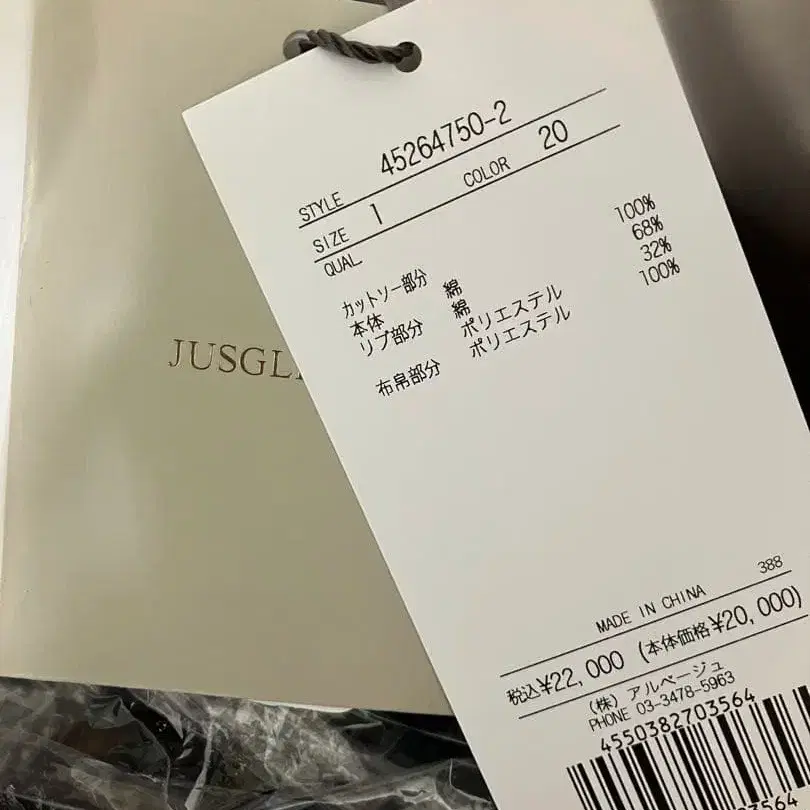 JUSGL
STYLE 45264750-2
SIZE 1 COLOR 20
QUAL
カットソー部分
本体 綿 100%
リブ部分 綿 68%
ポリエステル 32%
布帛部分 ポリエステル 100%
388
MADE IN CHINA
税込¥22,000 (本体価格¥20,000)
(株) アルページュ
PHONE 03-3478-5963
4550382703564
03564